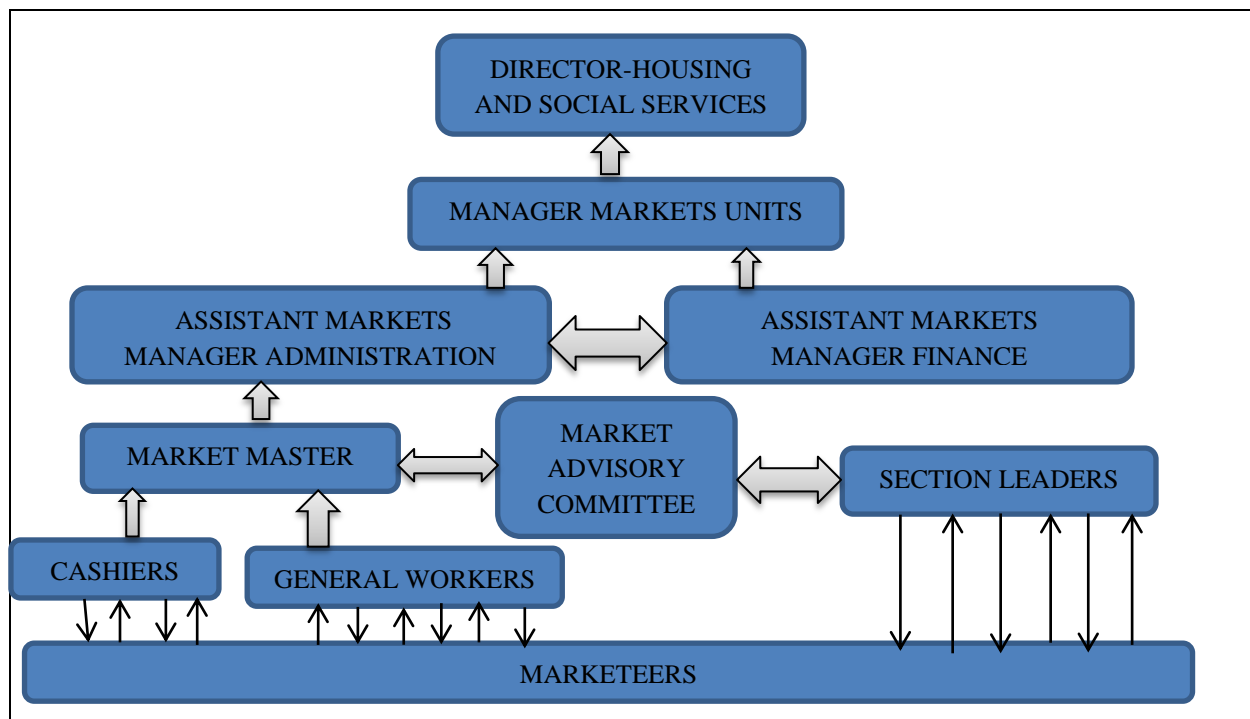 DIRECTOR-HOUSING
AND SOCIAL SERVICES
MANAGER MARKETS UNITS
ASSISTANT MARKETS
MANAGER ADMINISTRATION
ASSISTANT MARKETS
MANAGER FINANCE
MARKET MASTER
MARKET
ADVISORY
COMMITTEE
SECTION LEADERS
CASHIERS
GENERAL WORKERS
MARKETEERS